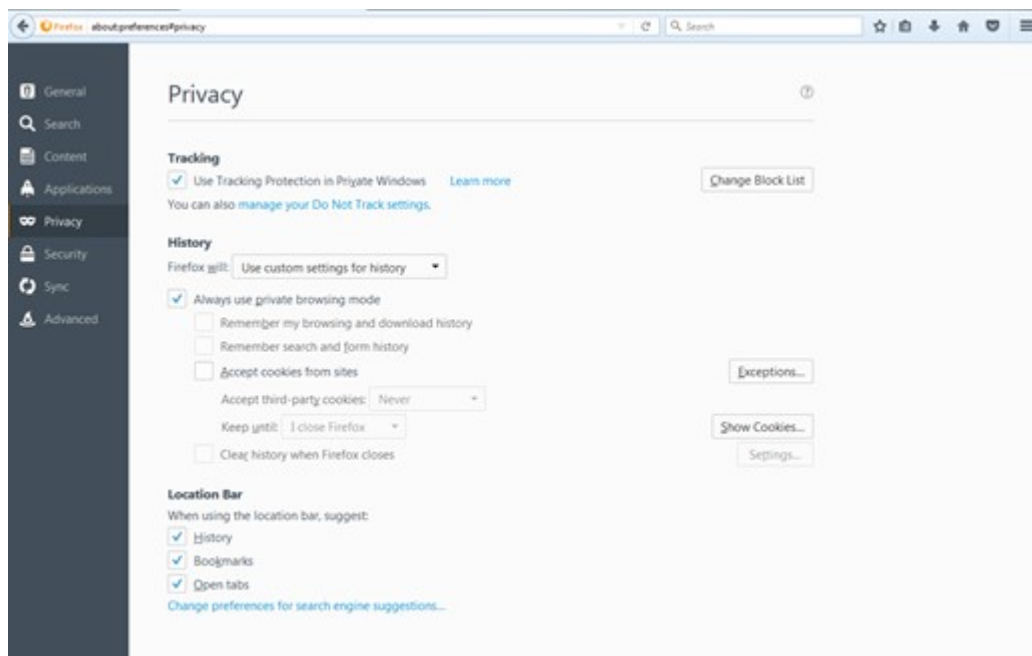 Firefox about:preferences#privacy
Search
General
Search
Content
Applications
Privacy
Security
Sync
Advanced
Privacy
Tracking
Use Tracking Protection in Private Windows Learn more Change Block List
You can also manage your Do Not Track settings.
History
Firefox will: Use custom settings for history
Always use private browsing mode
Remember my browsing and download history
Remember search and form history
Accept cookies from sites Exceptions...
Accept third-party cookies: Never
Keep until: I close Firefox Show Cookies...
Clear history when Firefox closes Settings...
Location Bar
When using the location bar, suggest:
History
Bookmarks
Open tabs
Change preferences for search engine suggestions...